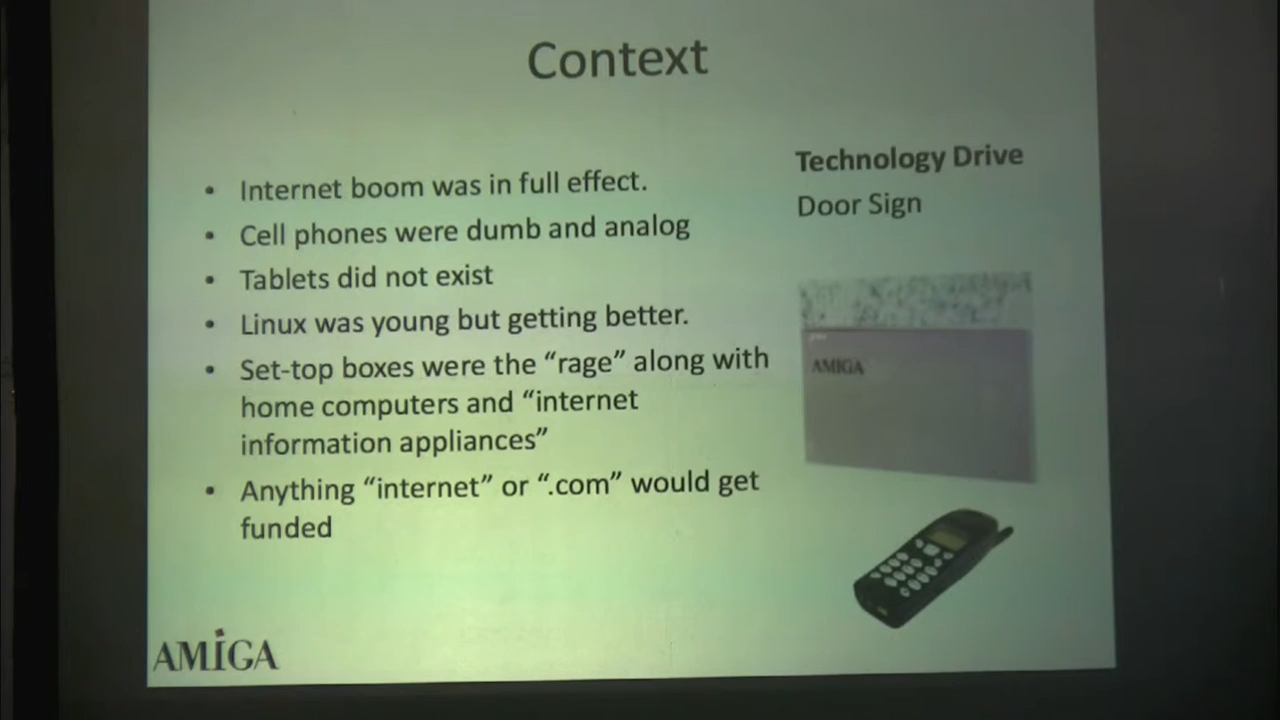 Context
• Internet boom was in full effect.
• Cell phones were dumb and analog
• Tablets did not exist
• Linux was young but getting better.
• Set-top boxes were the “rage” along with
home computers and “internet
information appliances”
• Anything “internet” or “.com” would get
funded
Technology Drive
Door Sign
AMIGA
AMIGA